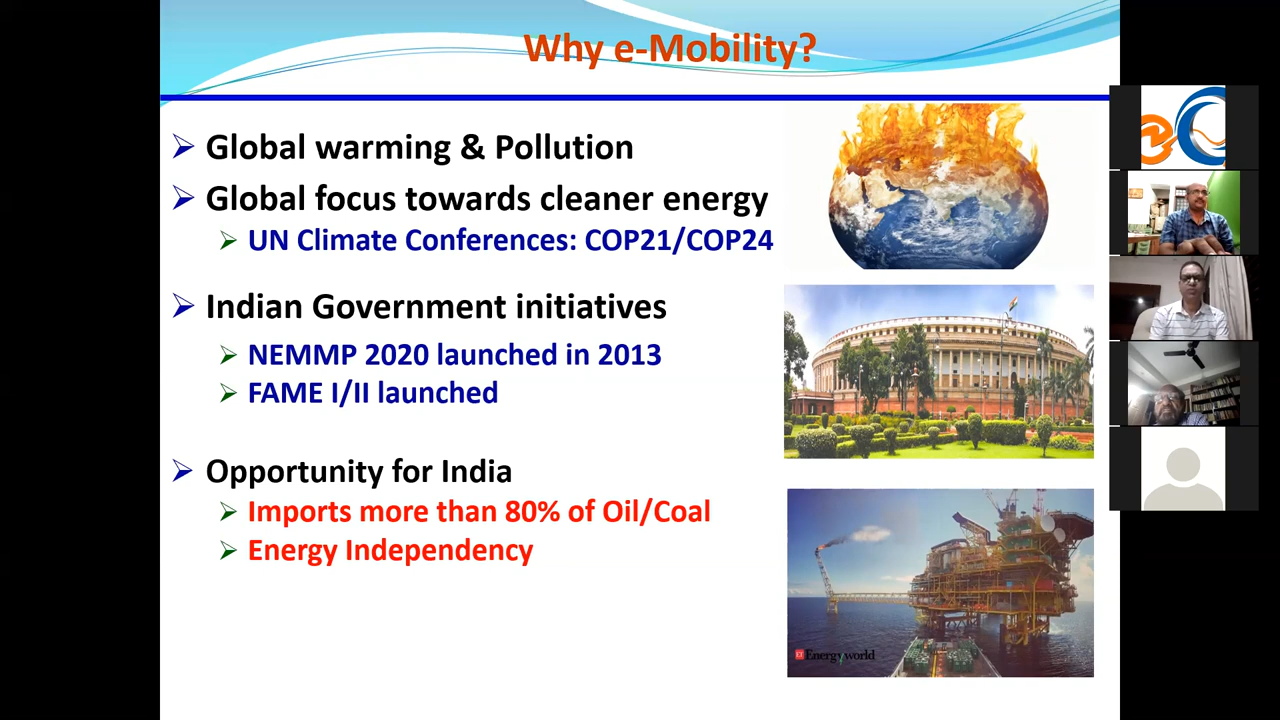 Why e-Mobility?
Global warming & Pollution
Global focus towards cleaner energy
UN Climate Conferences: COP21/COP24
Indian Government initiatives
NEMMP 2020 launched in 2013
FAME I/II launched
Opportunity for India
Imports more than 80% of Oil/Coal
Energy Independency
ET Energyworld